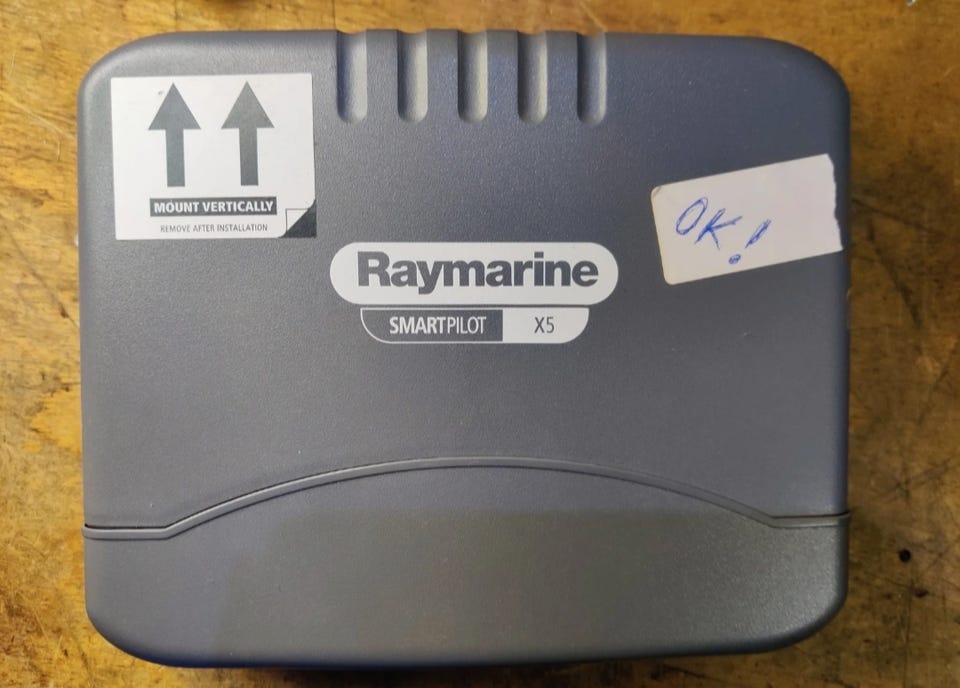 MOUNT VERTICALLY
REMOVE AFTER INSTALLATION
OK!
Raymarine
SMARTPILOT X5